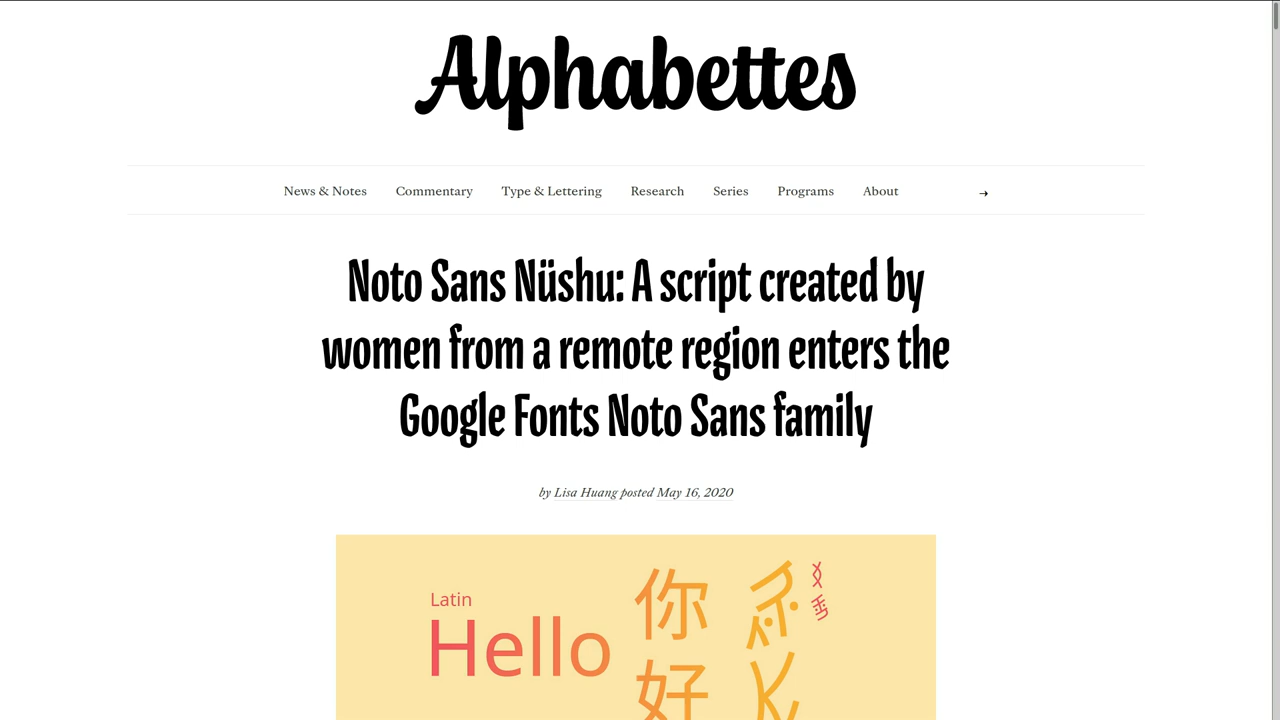 Alphabettes
News & Notes Commentary Type & Lettering Research Series Programs About →
Noto Sans Nüshu: A script created by
women from a remote region enters the
Google Fonts Noto Sans family
by Lisa Huang posted May 16, 2020
Latin
Hello
你好